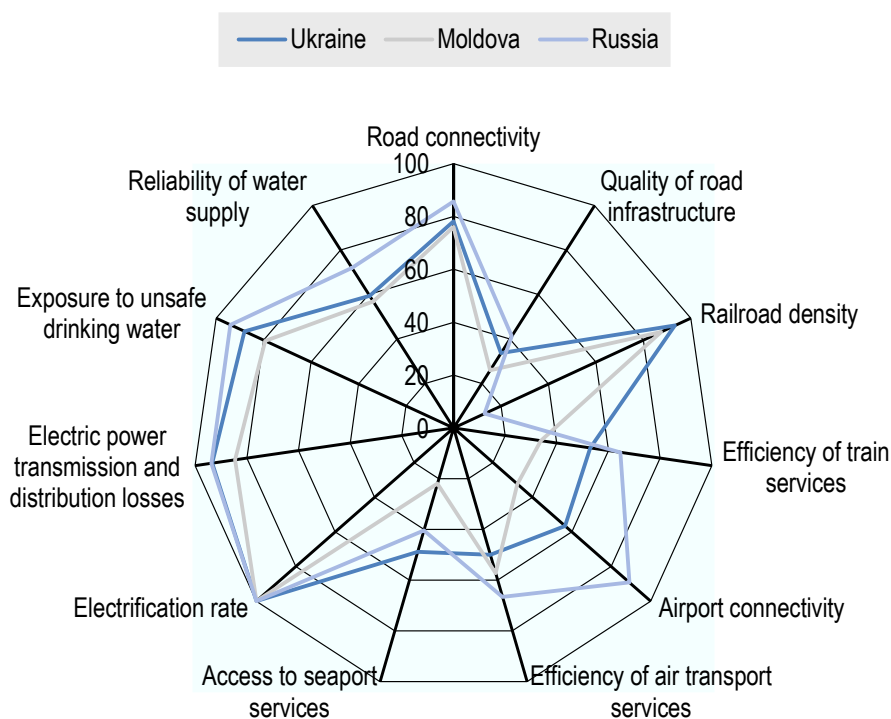 Ukraine Moldova Russia
Road connectivity
100
Quality of road
infrastructure
Reliability of water
supply
80
60
Exposure to unsafe
drinking water
Railroad density
40
20
0
Electric power
transmission and
distribution losses
Efficiency of train
services
Electrification rate
Airport connectivity
Access to seaport
services
Efficiency of air transport
services